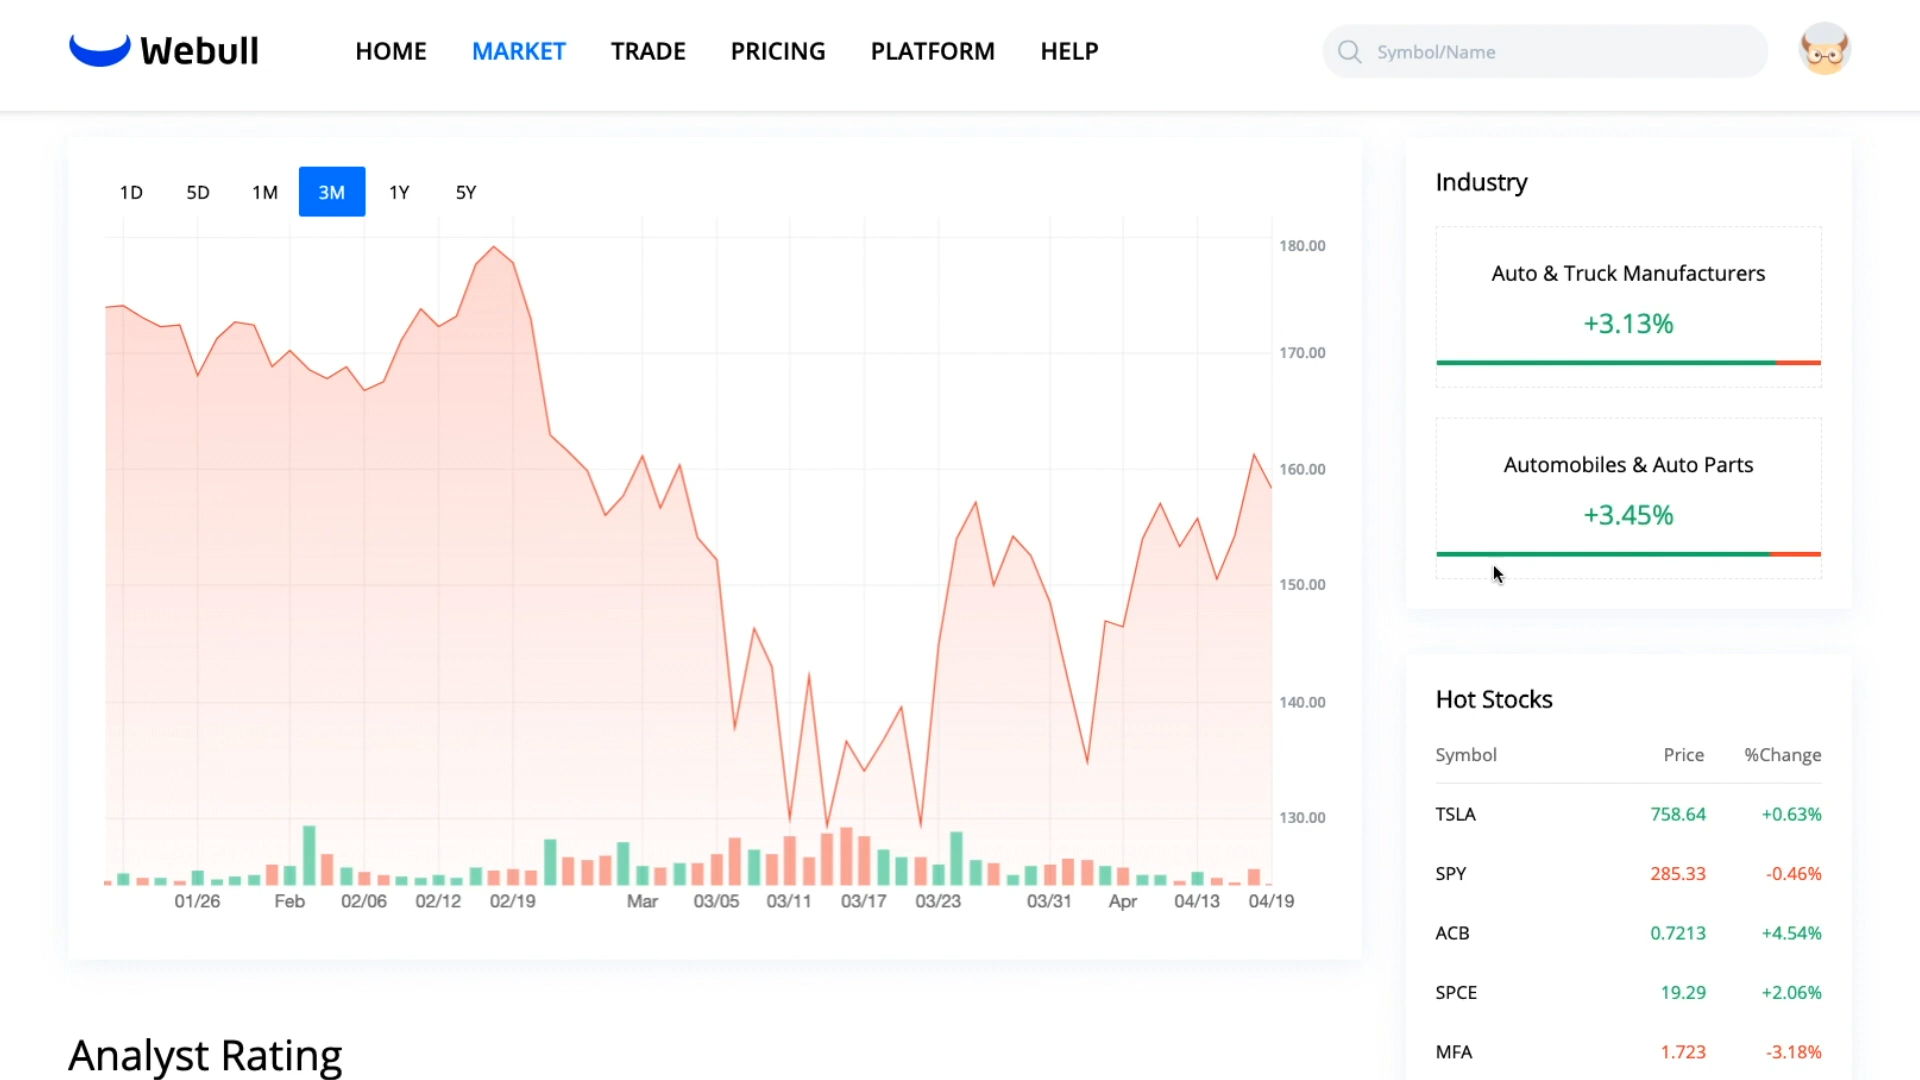 Webull HOME MARKET TRADE PRICING PLATFORM HELP Symbol/Name
1D 5D 1M 3M 1Y 5Y
180.00
170.00
160.00
150.00
140.00
130.00
01/26 Feb 02/06 02/12 02/19 Mar 03/05 03/11 03/17 03/23 03/31 Apr 04/13 04/19
Analyst Rating
Industry
Auto & Truck Manufacturers
+3.13%
Automobiles & Auto Parts
+3.45%
Hot Stocks
Symbol Price %Change
TSLA 758.64 +0.63%
SPY 285.33 -0.46%
ACB 0.7213 +4.54%
SPCE 19.29 +2.06%
MFA 1.723 -3.18%